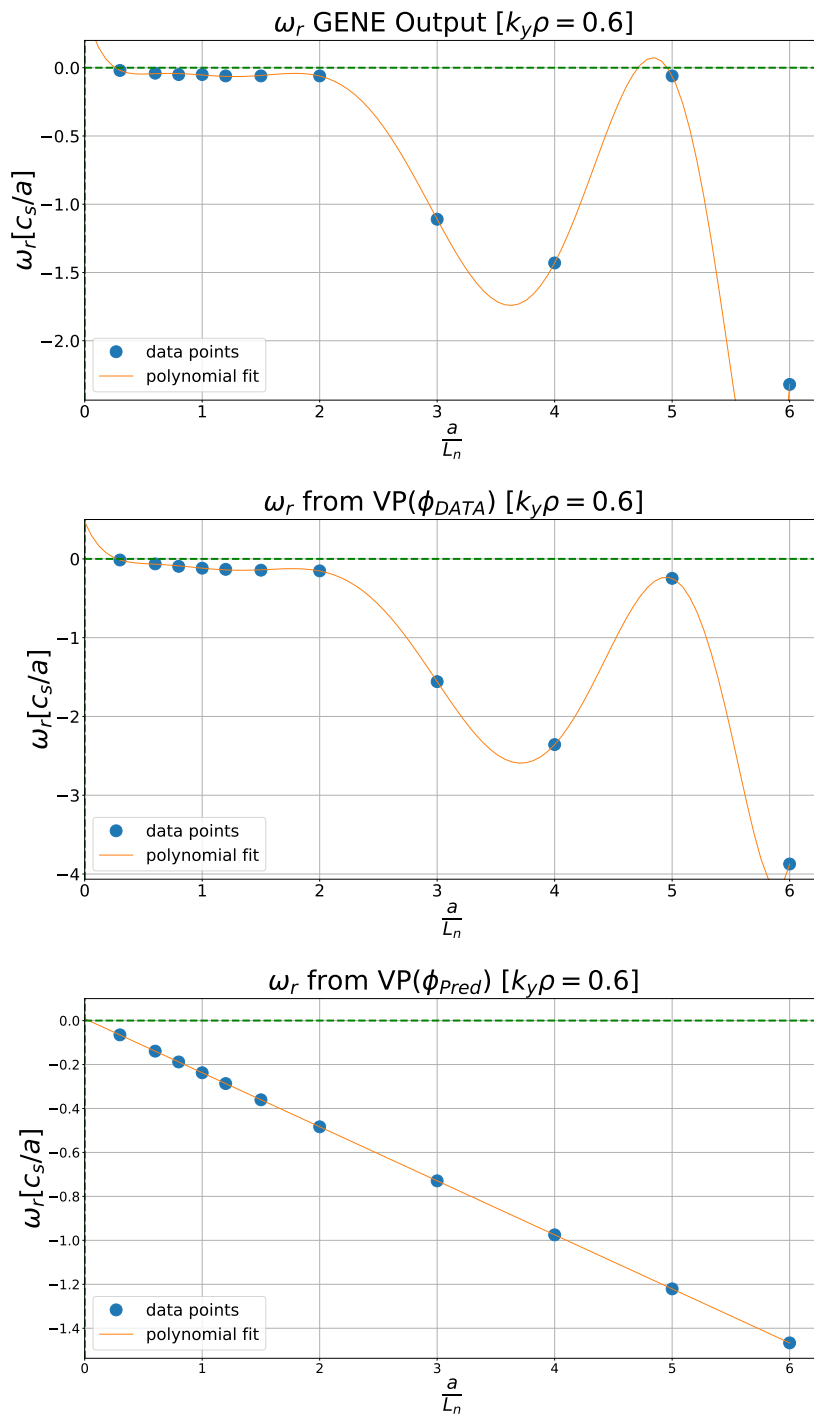 ω_r GENE Output [k_yρ = 0.6]
0.0
−0.5
−1.0
−1.5
−2.0
ω_r[c_s/a]
data points
polynomial fit
0 1 2 3 4 5 6
a/L_n
ω_r from VP(ϕ_DATA) [k_yρ = 0.6]
0
−1
−2
−3
−4
ω_r[c_s/a]
data points
polynomial fit
0 1 2 3 4 5 6
a/L_n
ω_r from VP(ϕ_Pred) [k_yρ = 0.6]
0.0
−0.2
−0.4
−0.6
−0.8
−1.0
−1.2
−1.4
ω_r[c_s/a]
data points
polynomial fit
0 1 2 3 4 5 6
a/L_n